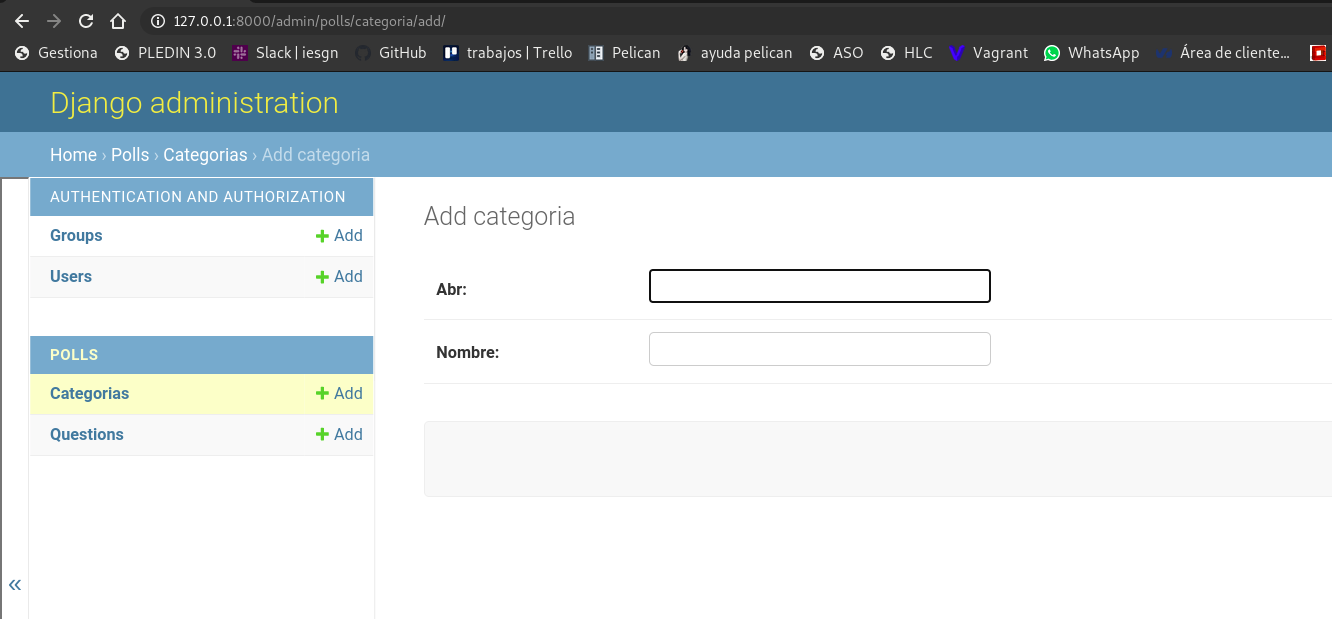 127.0.0.1:8000/admin/polls/categoria/add/
Gestiona PLEDIN 3.0 Slack | iesgn GitHub trabajos | Trello Pelican ayuda pelican ASO HLC Vagrant WhatsApp Área de cliente...
Django administration
Home › Polls › Categorias › Add categoria
AUTHENTICATION AND AUTHORIZATION
Groups + Add
Users + Add
POLLS
Categorias + Add
Questions + Add
«
Add categoria
Abr:
Nombre: